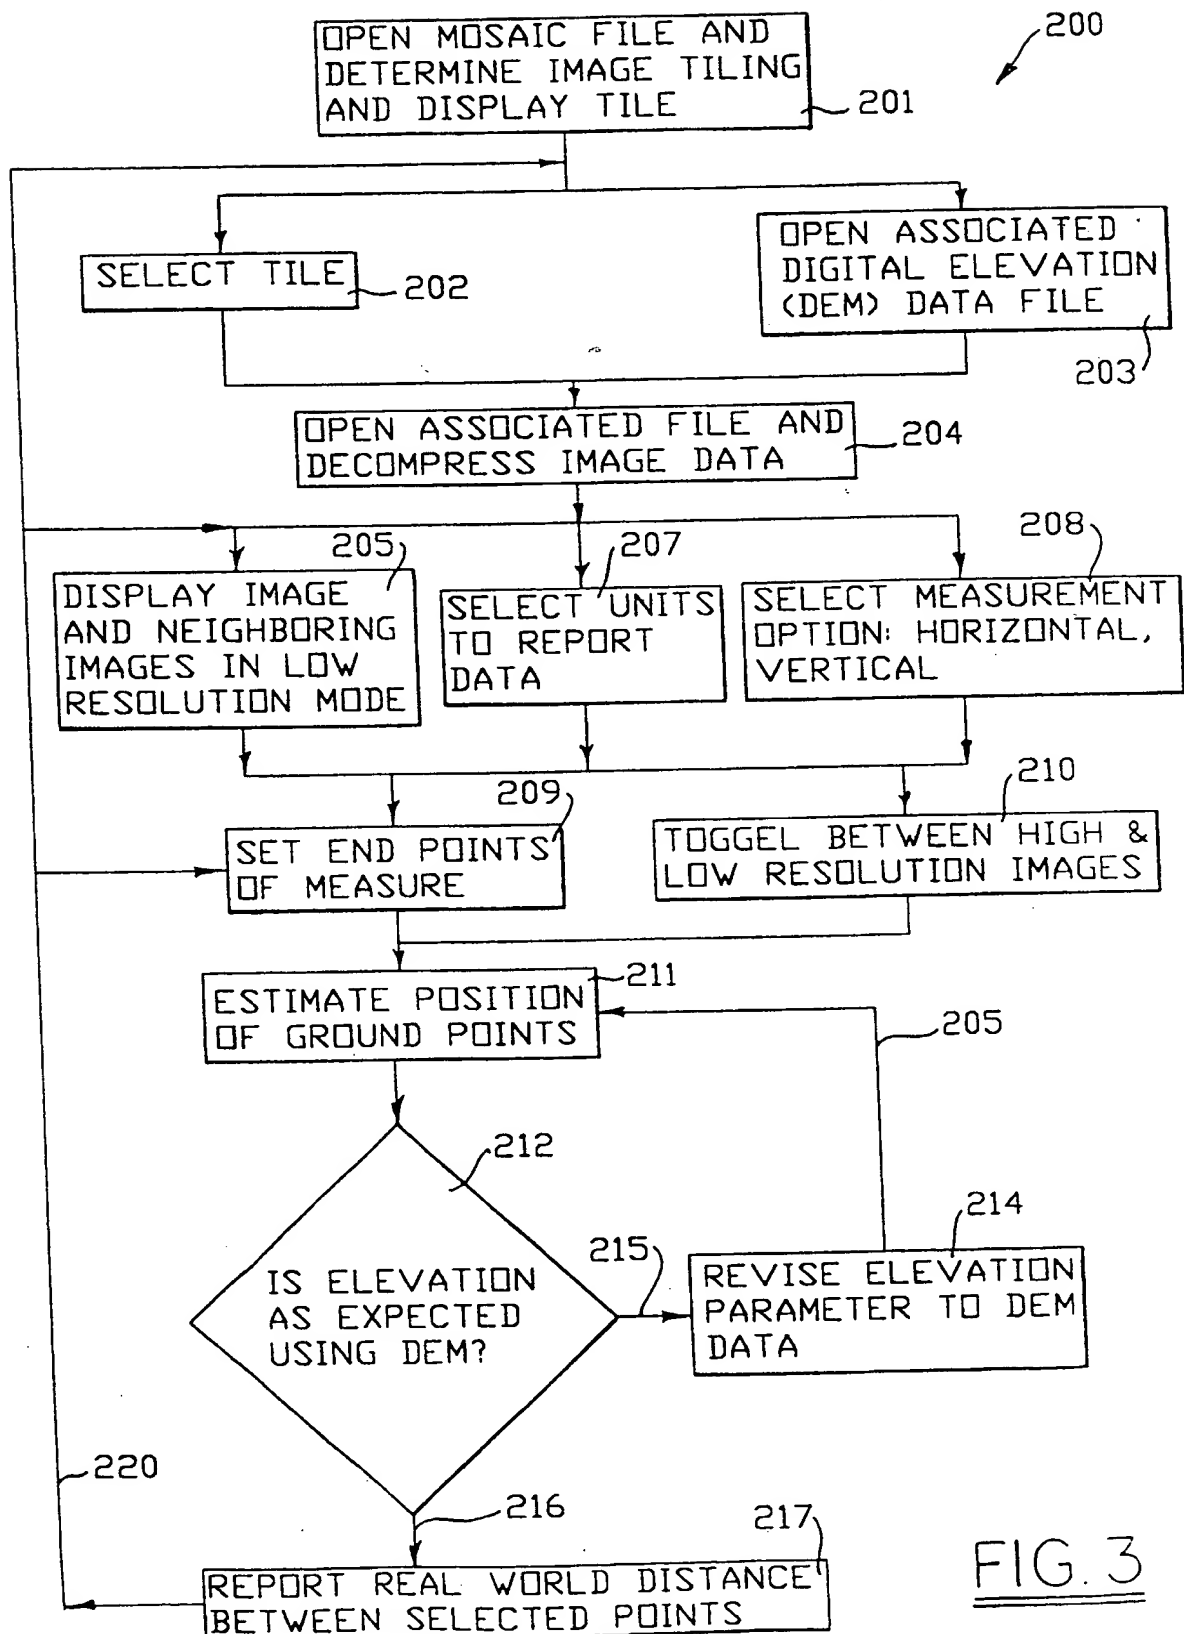 OPEN MOSAIC FILE AND
DETERMINE IMAGE TILING
AND DISPLAY TILE
200
201
SELECT TILE
202
OPEN ASSOCIATED
DIGITAL ELEVATION
(DEM) DATA FILE
203
OPEN ASSOCIATED FILE AND
DECOMPRESS IMAGE DATA
204
205
DISPLAY IMAGE
AND NEIGHBORING
IMAGES IN LOW
RESOLUTION MODE
207
SELECT UNITS
TO REPORT
DATA
208
SELECT MEASUREMENT
OPTION: HORIZONTAL,
VERTICAL
209
SET END POINTS
OF MEASURE
210
TOGGEL BETWEEN HIGH &
LOW RESOLUTION IMAGES
211
ESTIMATE POSITION
OF GROUND POINTS
205
212
IS ELEVATION
AS EXPECTED
USING DEM?
215
214
REVISE ELEVATION
PARAMETER TO DEM
DATA
220
216
217
REPORT REAL WORLD DISTANCE
BETWEEN SELECTED POINTS
FIG. 3